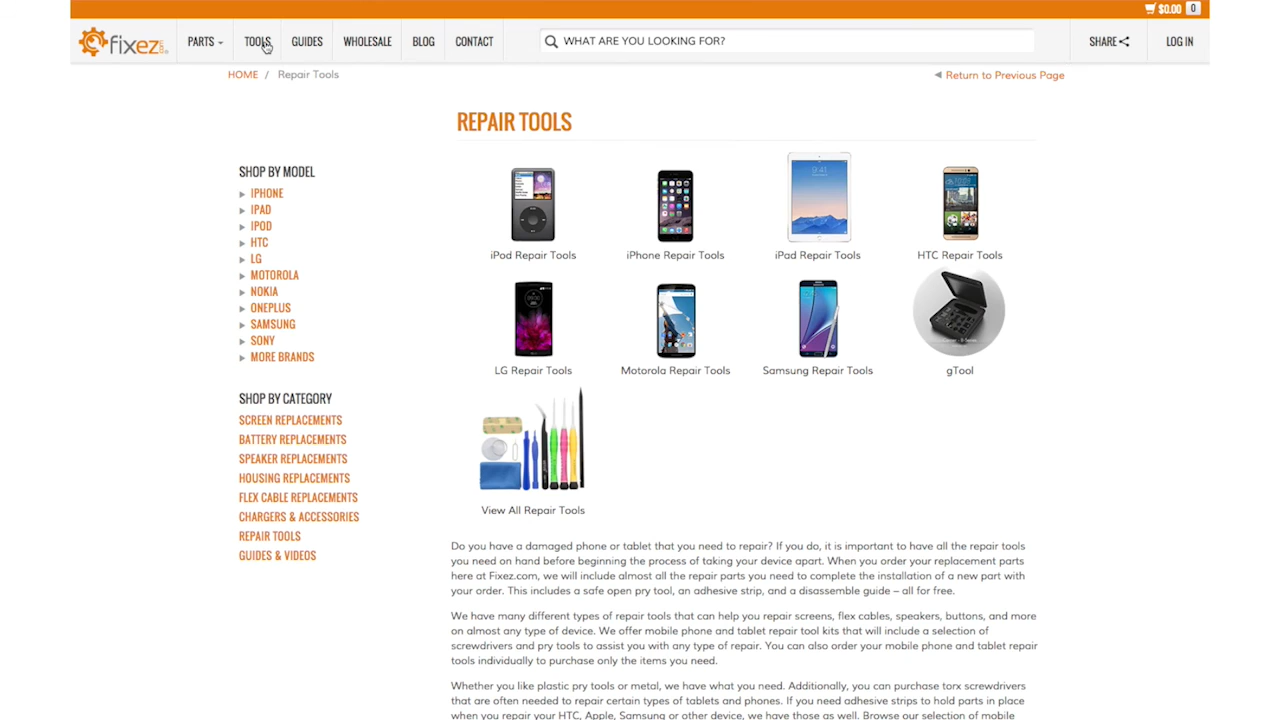 $0.00 0
fixez.com
PARTS TOOLS GUIDES WHOLESALE BLOG CONTACT WHAT ARE YOU LOOKING FOR? SHARE LOG IN
HOME / Repair Tools
Return to Previous Page
REPAIR TOOLS
SHOP BY MODEL
IPHONE
IPAD
IPOD
HTC
LG
MOTOROLA
NOKIA
ONEPLUS
SAMSUNG
SONY
MORE BRANDS
SHOP BY CATEGORY
SCREEN REPLACEMENTS
BATTERY REPLACEMENTS
SPEAKER REPLACEMENTS
HOUSING REPLACEMENTS
FLEX CABLE REPLACEMENTS
CHARGERS & ACCESSORIES
REPAIR TOOLS
GUIDES & VIDEOS
9:41
iPod Repair Tools iPhone Repair Tools iPad Repair Tools HTC Repair Tools
LG Repair Tools Motorola Repair Tools Samsung Repair Tools gTool
View All Repair Tools
Do you have a damaged phone or tablet that you need to repair? If you do, it is important to have all the repair tools
you need on hand before beginning the process of taking your device apart. When you order your replacement parts
here at Fixez.com, we will include almost all the repair parts you need to complete the installation of a new part with
your order. This includes a safe open pry tool, an adhesive strip, and a disassemble guide – all for free.
We have many different types of repair tools that can help you repair screens, flex cables, speakers, buttons, and more
on almost any type of device. We offer mobile phone and tablet repair tool kits that will include a selection of
screwdrivers and pry tools to assist you with any type of repair. You can also order your mobile phone and tablet repair
tools individually to purchase only the items you need.
Whether you like plastic pry tools or metal, we have what you need. Additionally, you can purchase torx screwdrivers
that are often needed to repair certain types of tablets and phones. If you need adhesive strips to hold parts in place
when you repair your HTC, Apple, Samsung or other device, we have those as well. Browse our selection of mobile